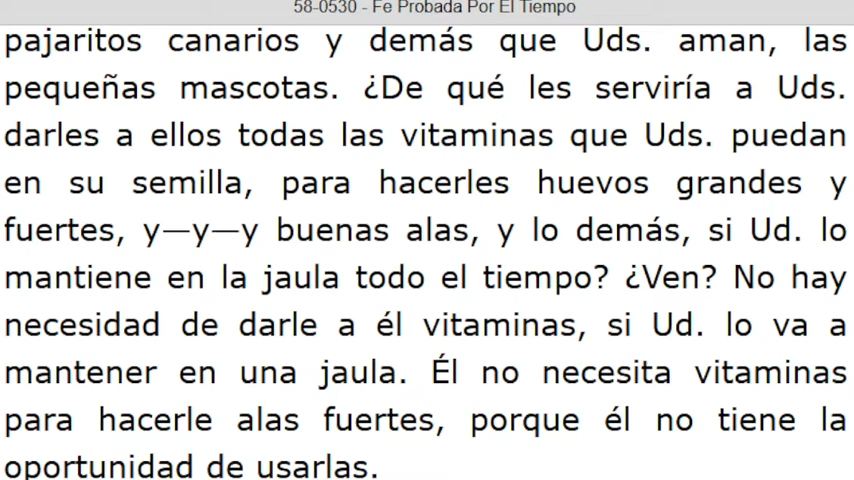 58-0530 - Fe Probada Por El Tiempo
pajaritos canarios y demás que Uds. aman, las
pequeñas mascotas. ¿De qué les serviría a Uds.
darles a ellos todas las vitaminas que Uds. puedan
en su semilla, para hacerles huevos grandes y
fuertes, y—y—y buenas alas, y lo demás, si Ud. lo
mantiene en la jaula todo el tiempo? ¿Ven? No hay
necesidad de darle a él vitaminas, si Ud. lo va a
mantener en una jaula. Él no necesita vitaminas
para hacerle alas fuertes, porque él no tiene la
oportunidad de usarlas.